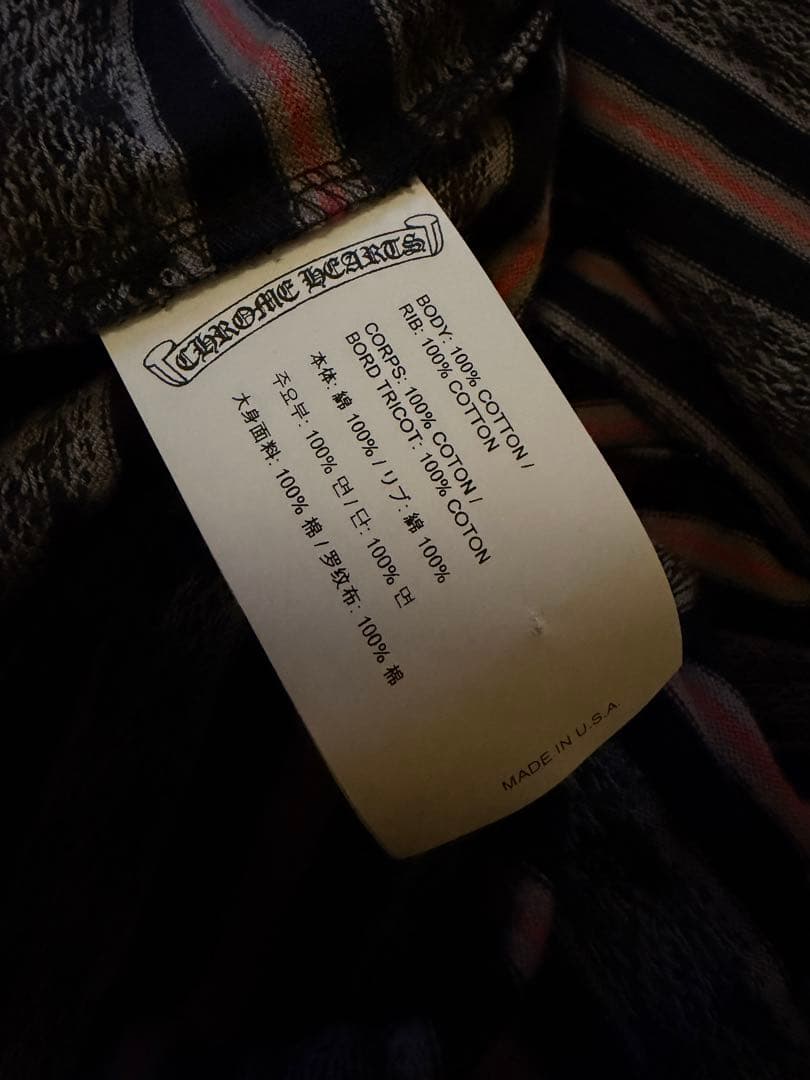 CHROME HEARTS
BODY: 100% COTTON /
RIB: 100% COTTON
CORPS: 100% COTON /
BORD TRICOT: 100% COTON
本体: 綿 100% / リブ: 綿 100%
주요부: 100% 면 / 단: 100% 면
大身面料: 100% 棉 / 罗纹布: 100% 棉
MADE IN U.S.A.